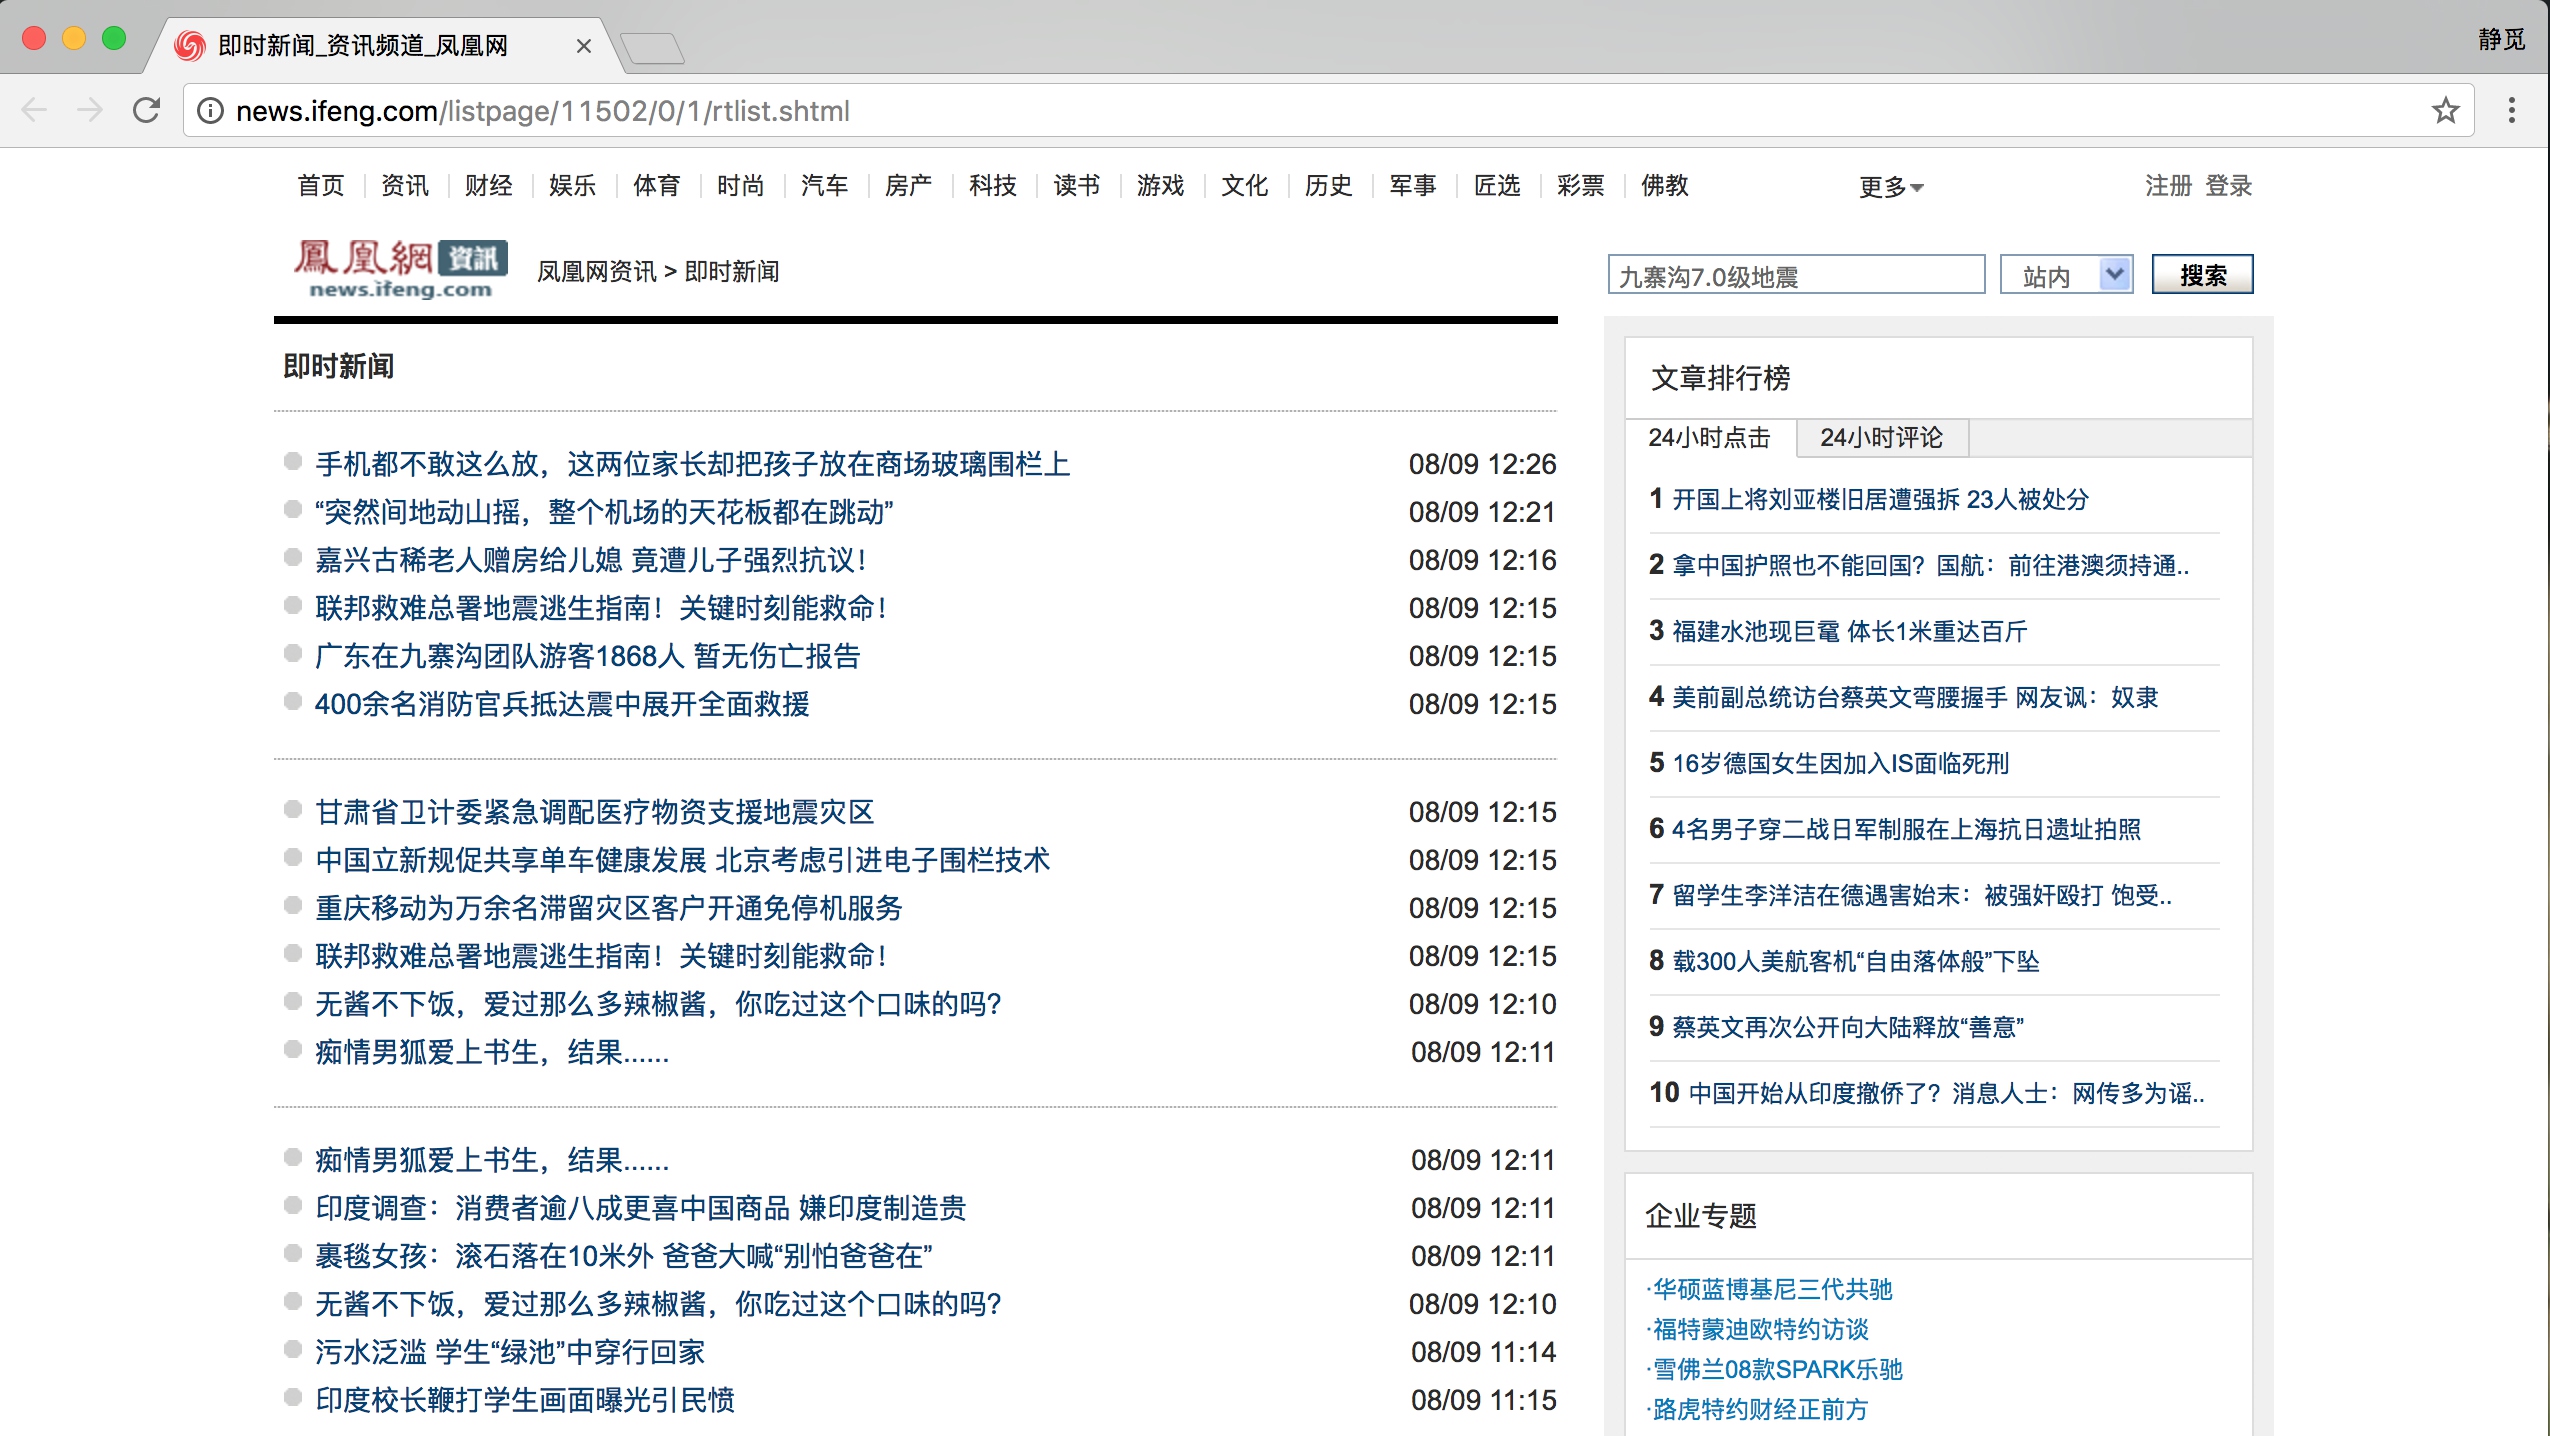 即时新闻_资讯频道_凤凰网
静觅
news.ifeng.com/listpage/11502/0/1/rtlist.shtml
首页 资讯 财经 娱乐 体育 时尚 汽车 房产 科技 读书 游戏 文化 历史 军事 匠选 彩票 佛教 更多 注册 登录
鳳凰網 資訊
news.ifeng.com
凤凰网资讯 > 即时新闻
九寨沟7.0级地震 站内 搜索
即时新闻
手机都不敢这么放，这两位家长却把孩子放在商场玻璃围栏上 08/09 12:26
“突然间地动山摇，整个机场的天花板都在跳动” 08/09 12:21
嘉兴古稀老人赠房给儿媳 竟遭儿子强烈抗议！ 08/09 12:16
联邦救难总署地震逃生指南！关键时刻能救命！ 08/09 12:15
广东在九寨沟团队游客1868人 暂无伤亡报告 08/09 12:15
400余名消防官兵抵达震中展开全面救援 08/09 12:15
甘肃省卫计委紧急调配医疗物资支援地震灾区 08/09 12:15
中国立新规促共享单车健康发展 北京考虑引进电子围栏技术 08/09 12:15
重庆移动为万余名滞留灾区客户开通免停机服务 08/09 12:15
联邦救难总署地震逃生指南！关键时刻能救命！ 08/09 12:15
无酱不下饭，爱过那么多辣椒酱，你吃过这个口味的吗？ 08/09 12:10
痴情男狐爱上书生，结果…… 08/09 12:11
痴情男狐爱上书生，结果…… 08/09 12:11
印度调查：消费者逾八成更喜中国商品 嫌印度制造贵 08/09 12:11
裹毯女孩：滚石落在10米外 爸爸大喊“别怕爸爸在” 08/09 12:11
无酱不下饭，爱过那么多辣椒酱，你吃过这个口味的吗？ 08/09 12:10
污水泛滥 学生“绿池”中穿行回家 08/09 11:14
印度校长鞭打学生画面曝光引民愤 08/09 11:15
文章排行榜
24小时点击 24小时评论
1 开国上将刘亚楼旧居遭强拆 23人被处分
2 拿中国护照也不能回国？国航：前往港澳须持通..
3 福建水池现巨鼋 体长1米重达百斤
4 美前副总统访台蔡英文弯腰握手 网友讽：奴隶
5 16岁德国女生因加入IS面临死刑
6 4名男子穿二战日军制服在上海抗日遗址拍照
7 留学生李洋洁在德遇害始末：被强奸殴打 饱受..
8 载300人美航客机“自由落体般”下坠
9 蔡英文再次公开向大陆释放“善意”
10 中国开始从印度撤侨了？消息人士：网传多为谣..
企业专题
·华硕蓝博基尼三代共驰
·福特蒙迪欧特约访谈
·雪佛兰08款SPARK乐驰
·路虎特约财经正前方